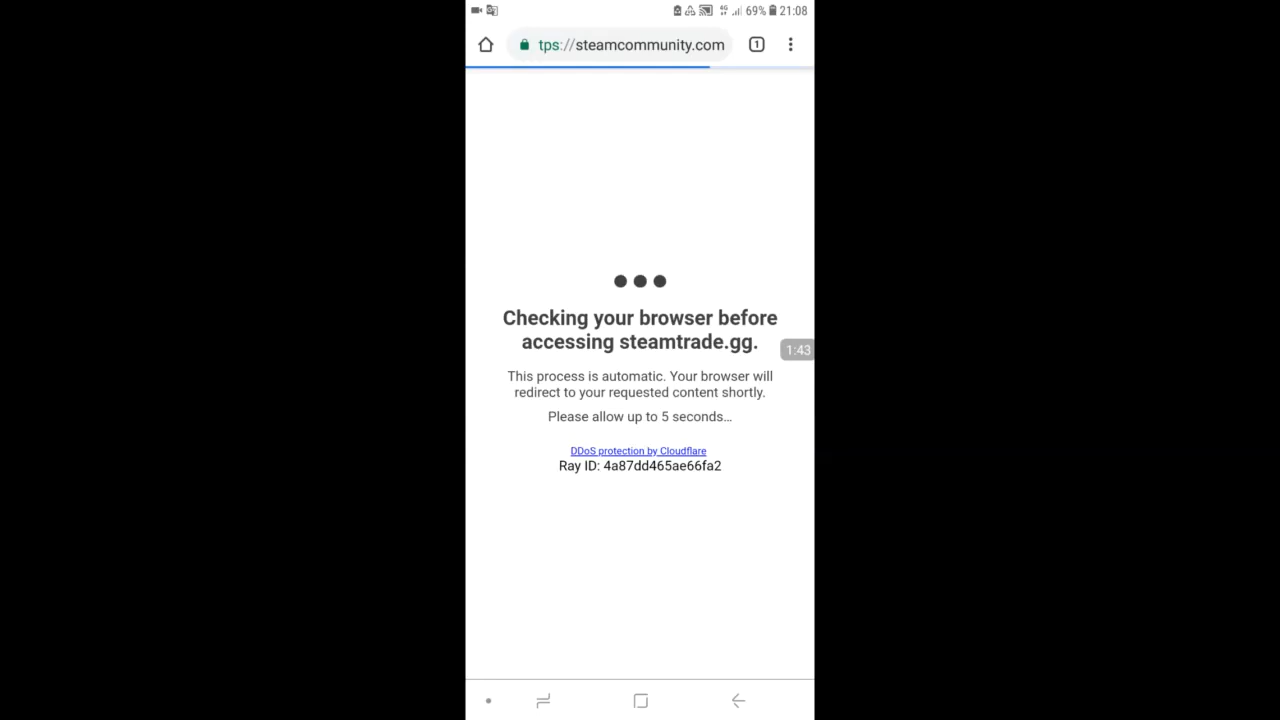 69% 21:08
tps://steamcommunity.com 1
Checking your browser before
accessing steamtrade.gg.
1:43
This process is automatic. Your browser will
redirect to your requested content shortly.
Please allow up to 5 seconds…
DDoS protection by Cloudflare
Ray ID: 4a87dd465ae66fa2